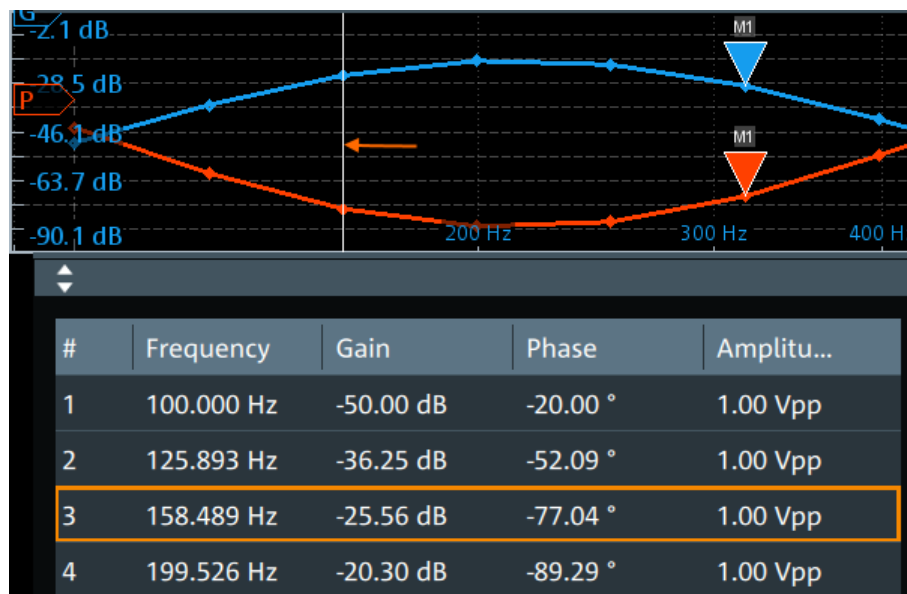 G
-2.1 dB
M1
-28.5 dB
P
-46.1 dB
M1
-63.7 dB
-90.1 dB
200 Hz 300 Hz 400 H
# Frequency Gain Phase Amplitu...
1 100.000 Hz -50.00 dB -20.00 ° 1.00 Vpp
2 125.893 Hz -36.25 dB -52.09 ° 1.00 Vpp
3 158.489 Hz -25.56 dB -77.04 ° 1.00 Vpp
4 199.526 Hz -20.30 dB -89.29 ° 1.00 Vpp